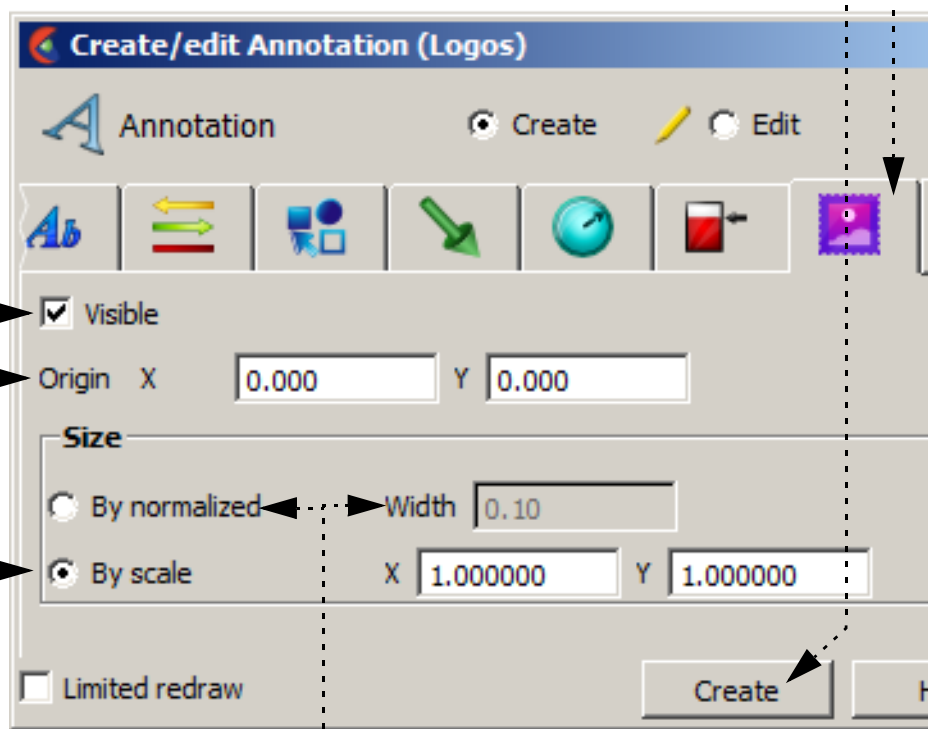 Create/edit Annotation (Logos)
Annotation Create Edit
Ab
Visible
Origin X 0.000 Y 0.000
Size
By normalized Width 0.10
By scale X 1.000000 Y 1.000000
Limited redraw Create H